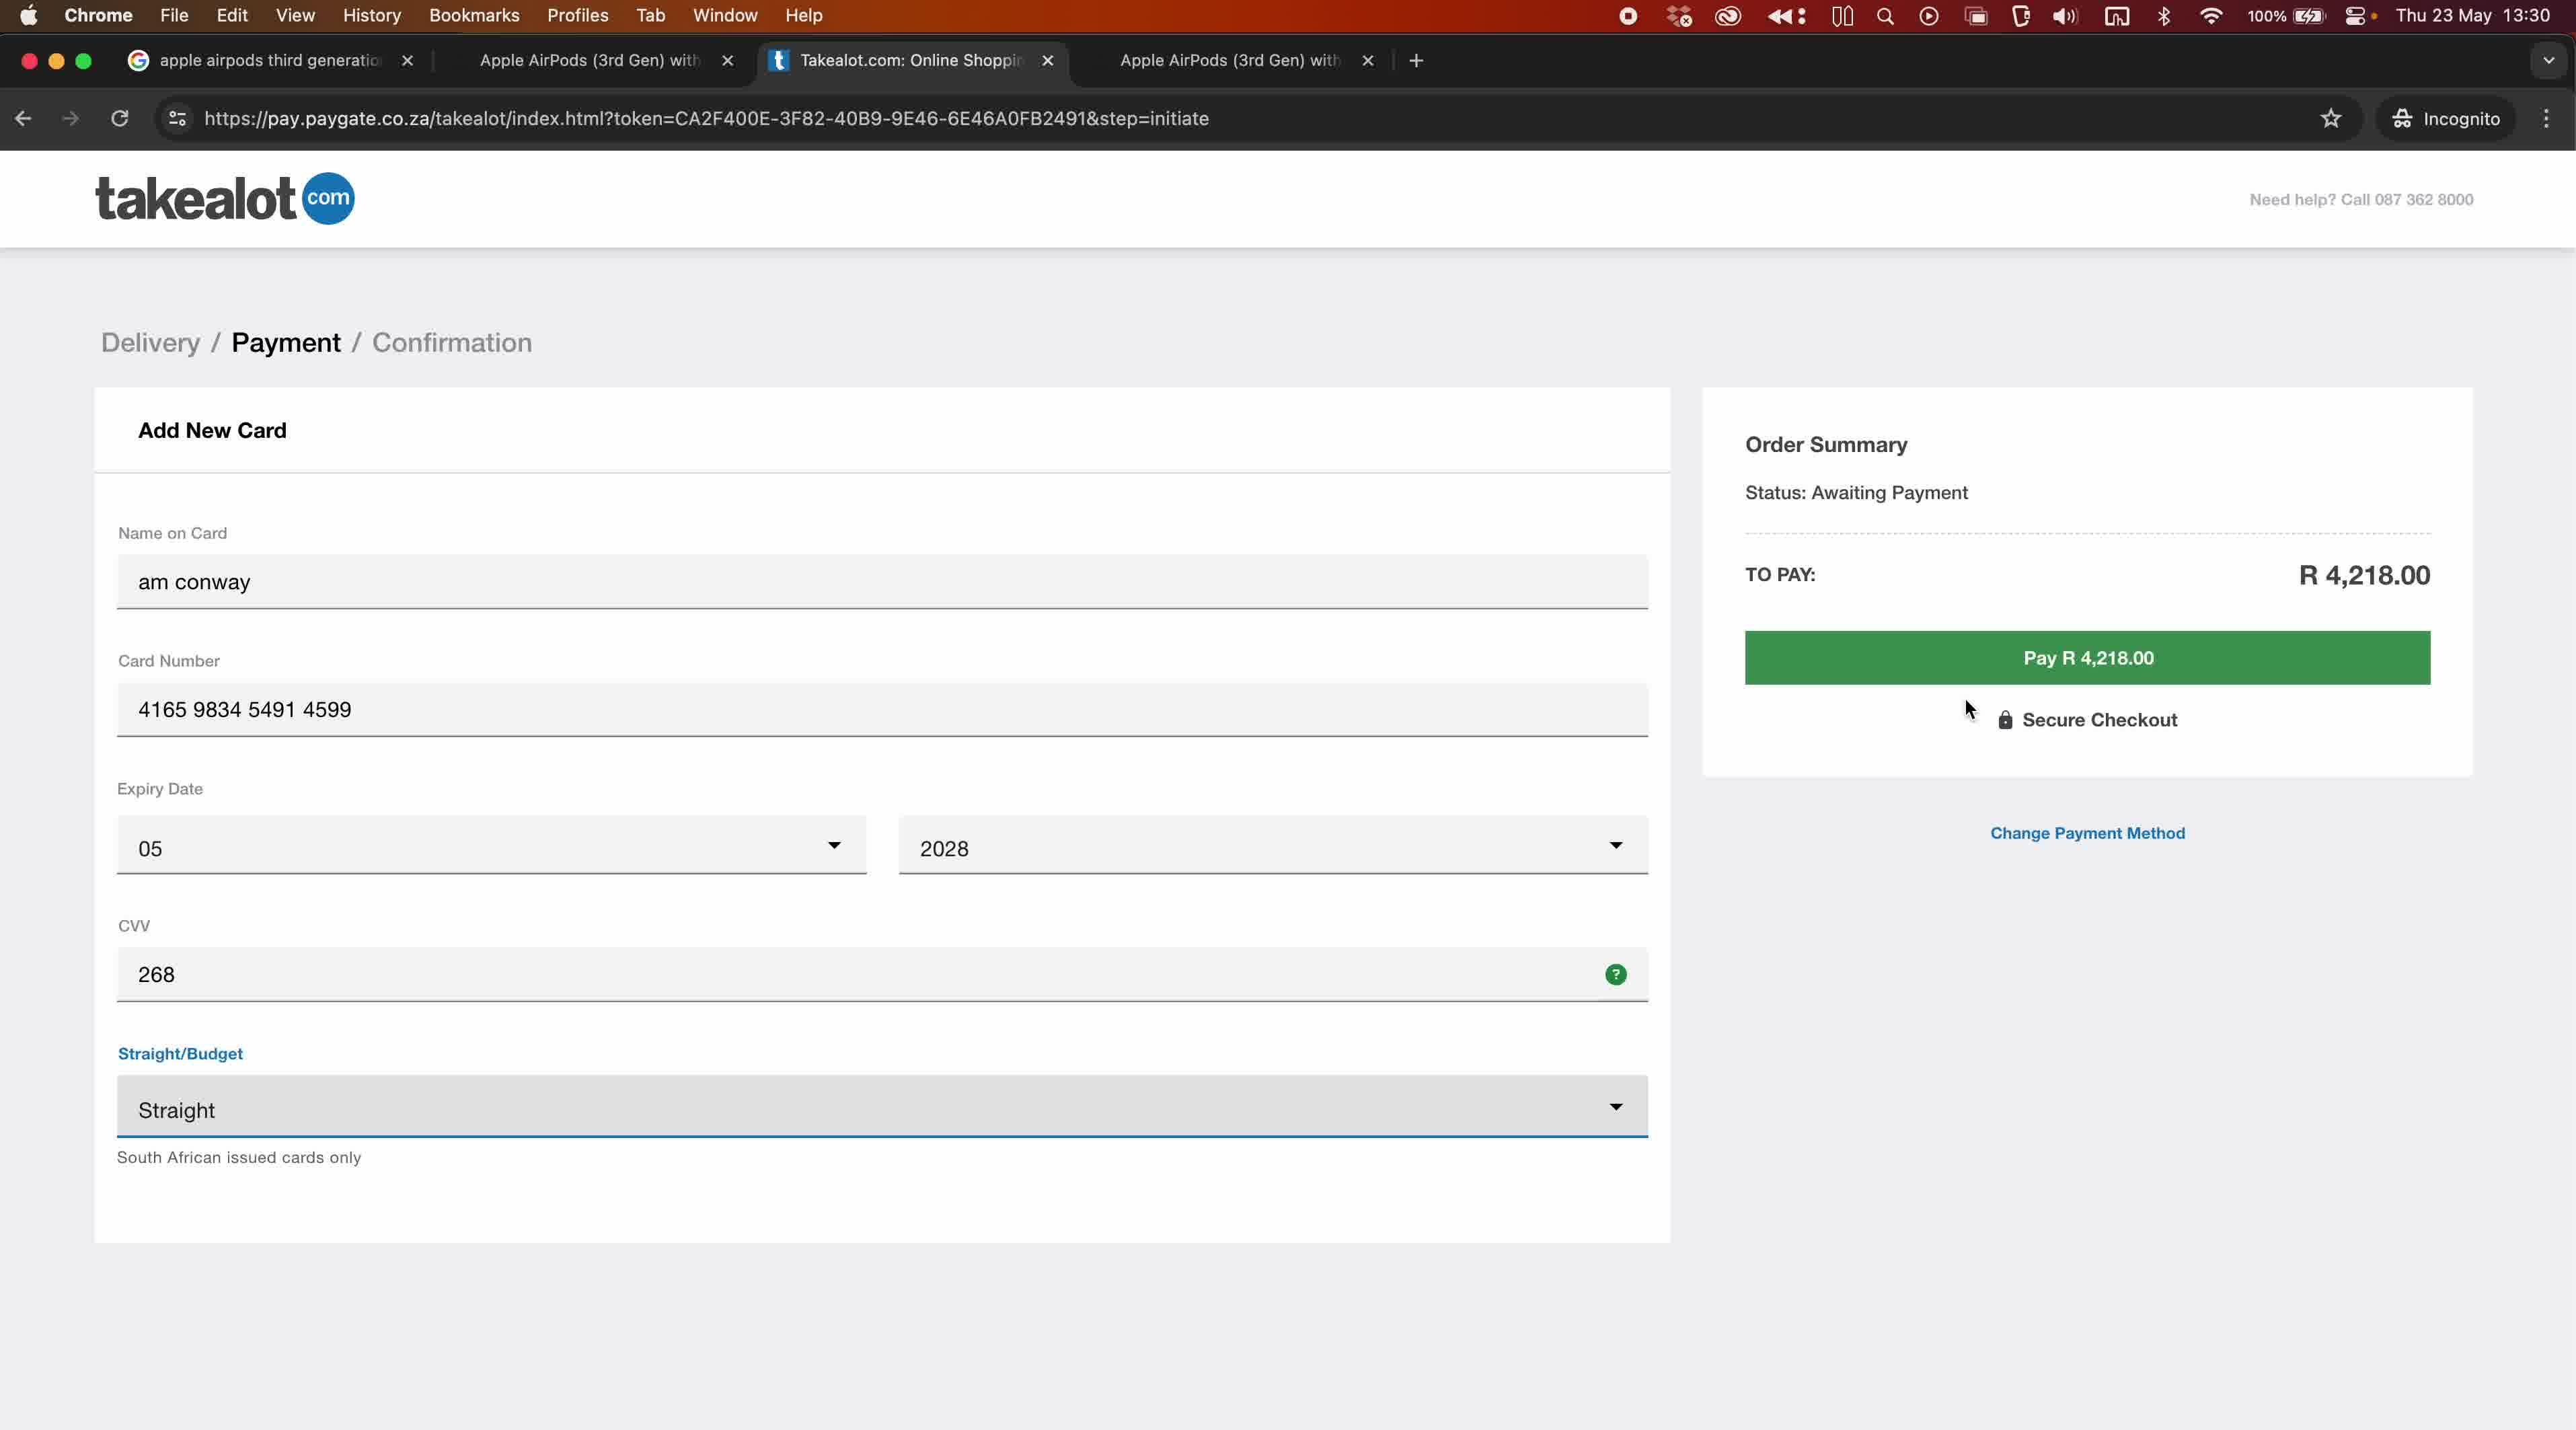 Chrome File Edit View History Bookmarks Profiles Tab Window Help 100% Thu 23 May 13:30
apple airpods third generatio Apple AirPods (3rd Gen) with Takealot.com: Online Shoppin Apple AirPods (3rd Gen) with
https://pay.paygate.co.za/takealot/index.html?token=CA2F400E-3F82-40B9-9E46-6E46A0FB2491&step=initiate Incognito
takealot com
Need help? Call 087 362 8000
Delivery / Payment / Confirmation
Add New Card
Name on Card
am conway
Card Number
4165 9834 5491 4599
Expiry Date
05 2028
CVV
268
?
Straight/Budget
Straight
South African issued cards only
Order Summary
Status: Awaiting Payment
TO PAY: R 4,218.00
Pay R 4,218.00
Secure Checkout
Change Payment Method